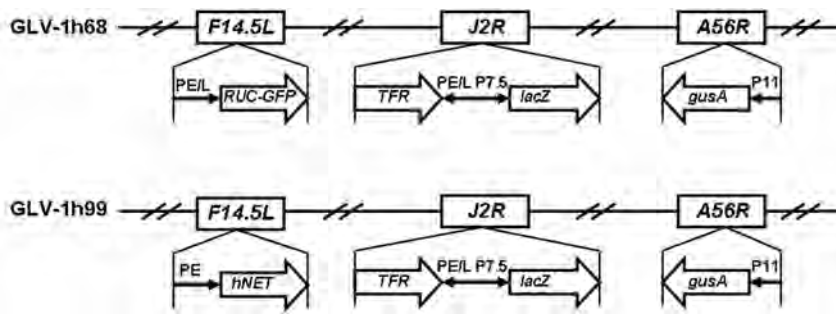 GLV-1h68 F14.5L J2R A56R
PE/L RUC-GFP TFR PE/L P7.5 lacZ gusA P11
GLV-1h99 F14.5L J2R A56R
PE hNET TFR PE/L P7.5 lacZ gusA P11